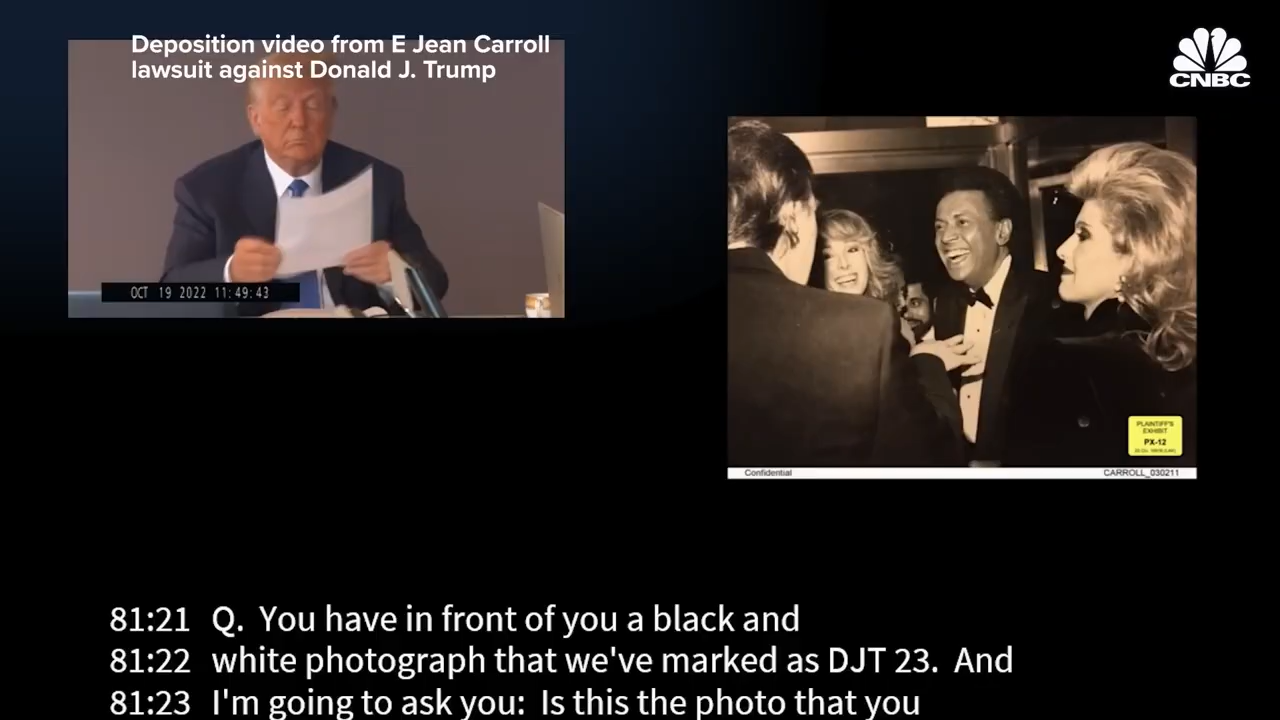 Deposition video from E Jean Carroll
lawsuit against Donald J. Trump
CNBC
OCT 19 2022 11:49:43
PLAINTIFF'S
EXHIBIT
PX-12
Confidential
CARROLL_030211
81:21 Q. You have in front of you a black and
81:22 white photograph that we've marked as DJT 23. And
81:23 I'm going to ask you: Is this the photo that you